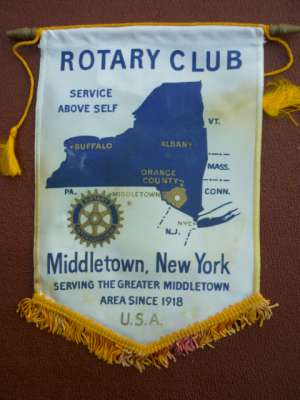 ROTARY CLUB
SERVICE
ABOVE SELF
VT.
BUFFALO
ALBANY
MASS.
ORANGE
COUNTY
PA.
MIDDLETOWN
CONN.
NYC
N.J.
Middletown, New York
SERVING THE GREATER MIDDLETOWN
AREA SINCE 1918
U.S.A.